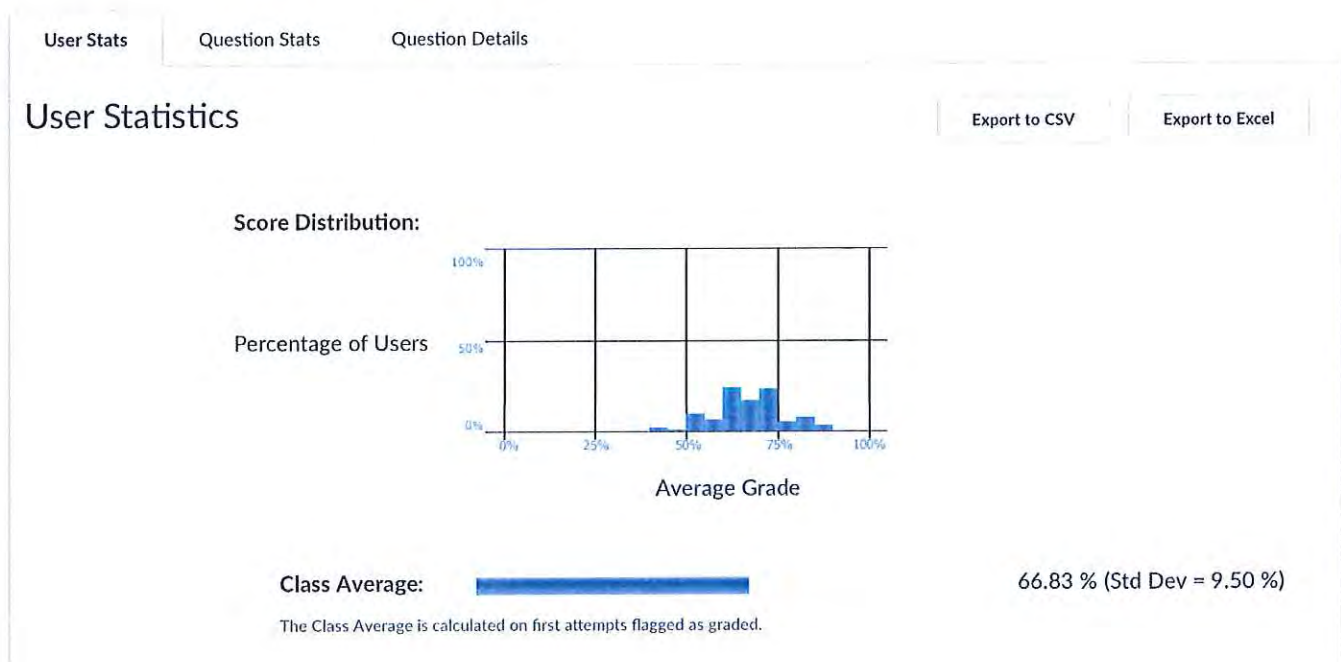 User Stats Question Stats Question Details
User Statistics
Export to CSV Export to Excel
Score Distribution:
100%
Percentage of Users
50%
0%
0% 25% 50% 75% 100%
Average Grade
Class Average: 66.83 % (Std Dev = 9.50 %)
The Class Average is calculated on first attempts flagged as graded.